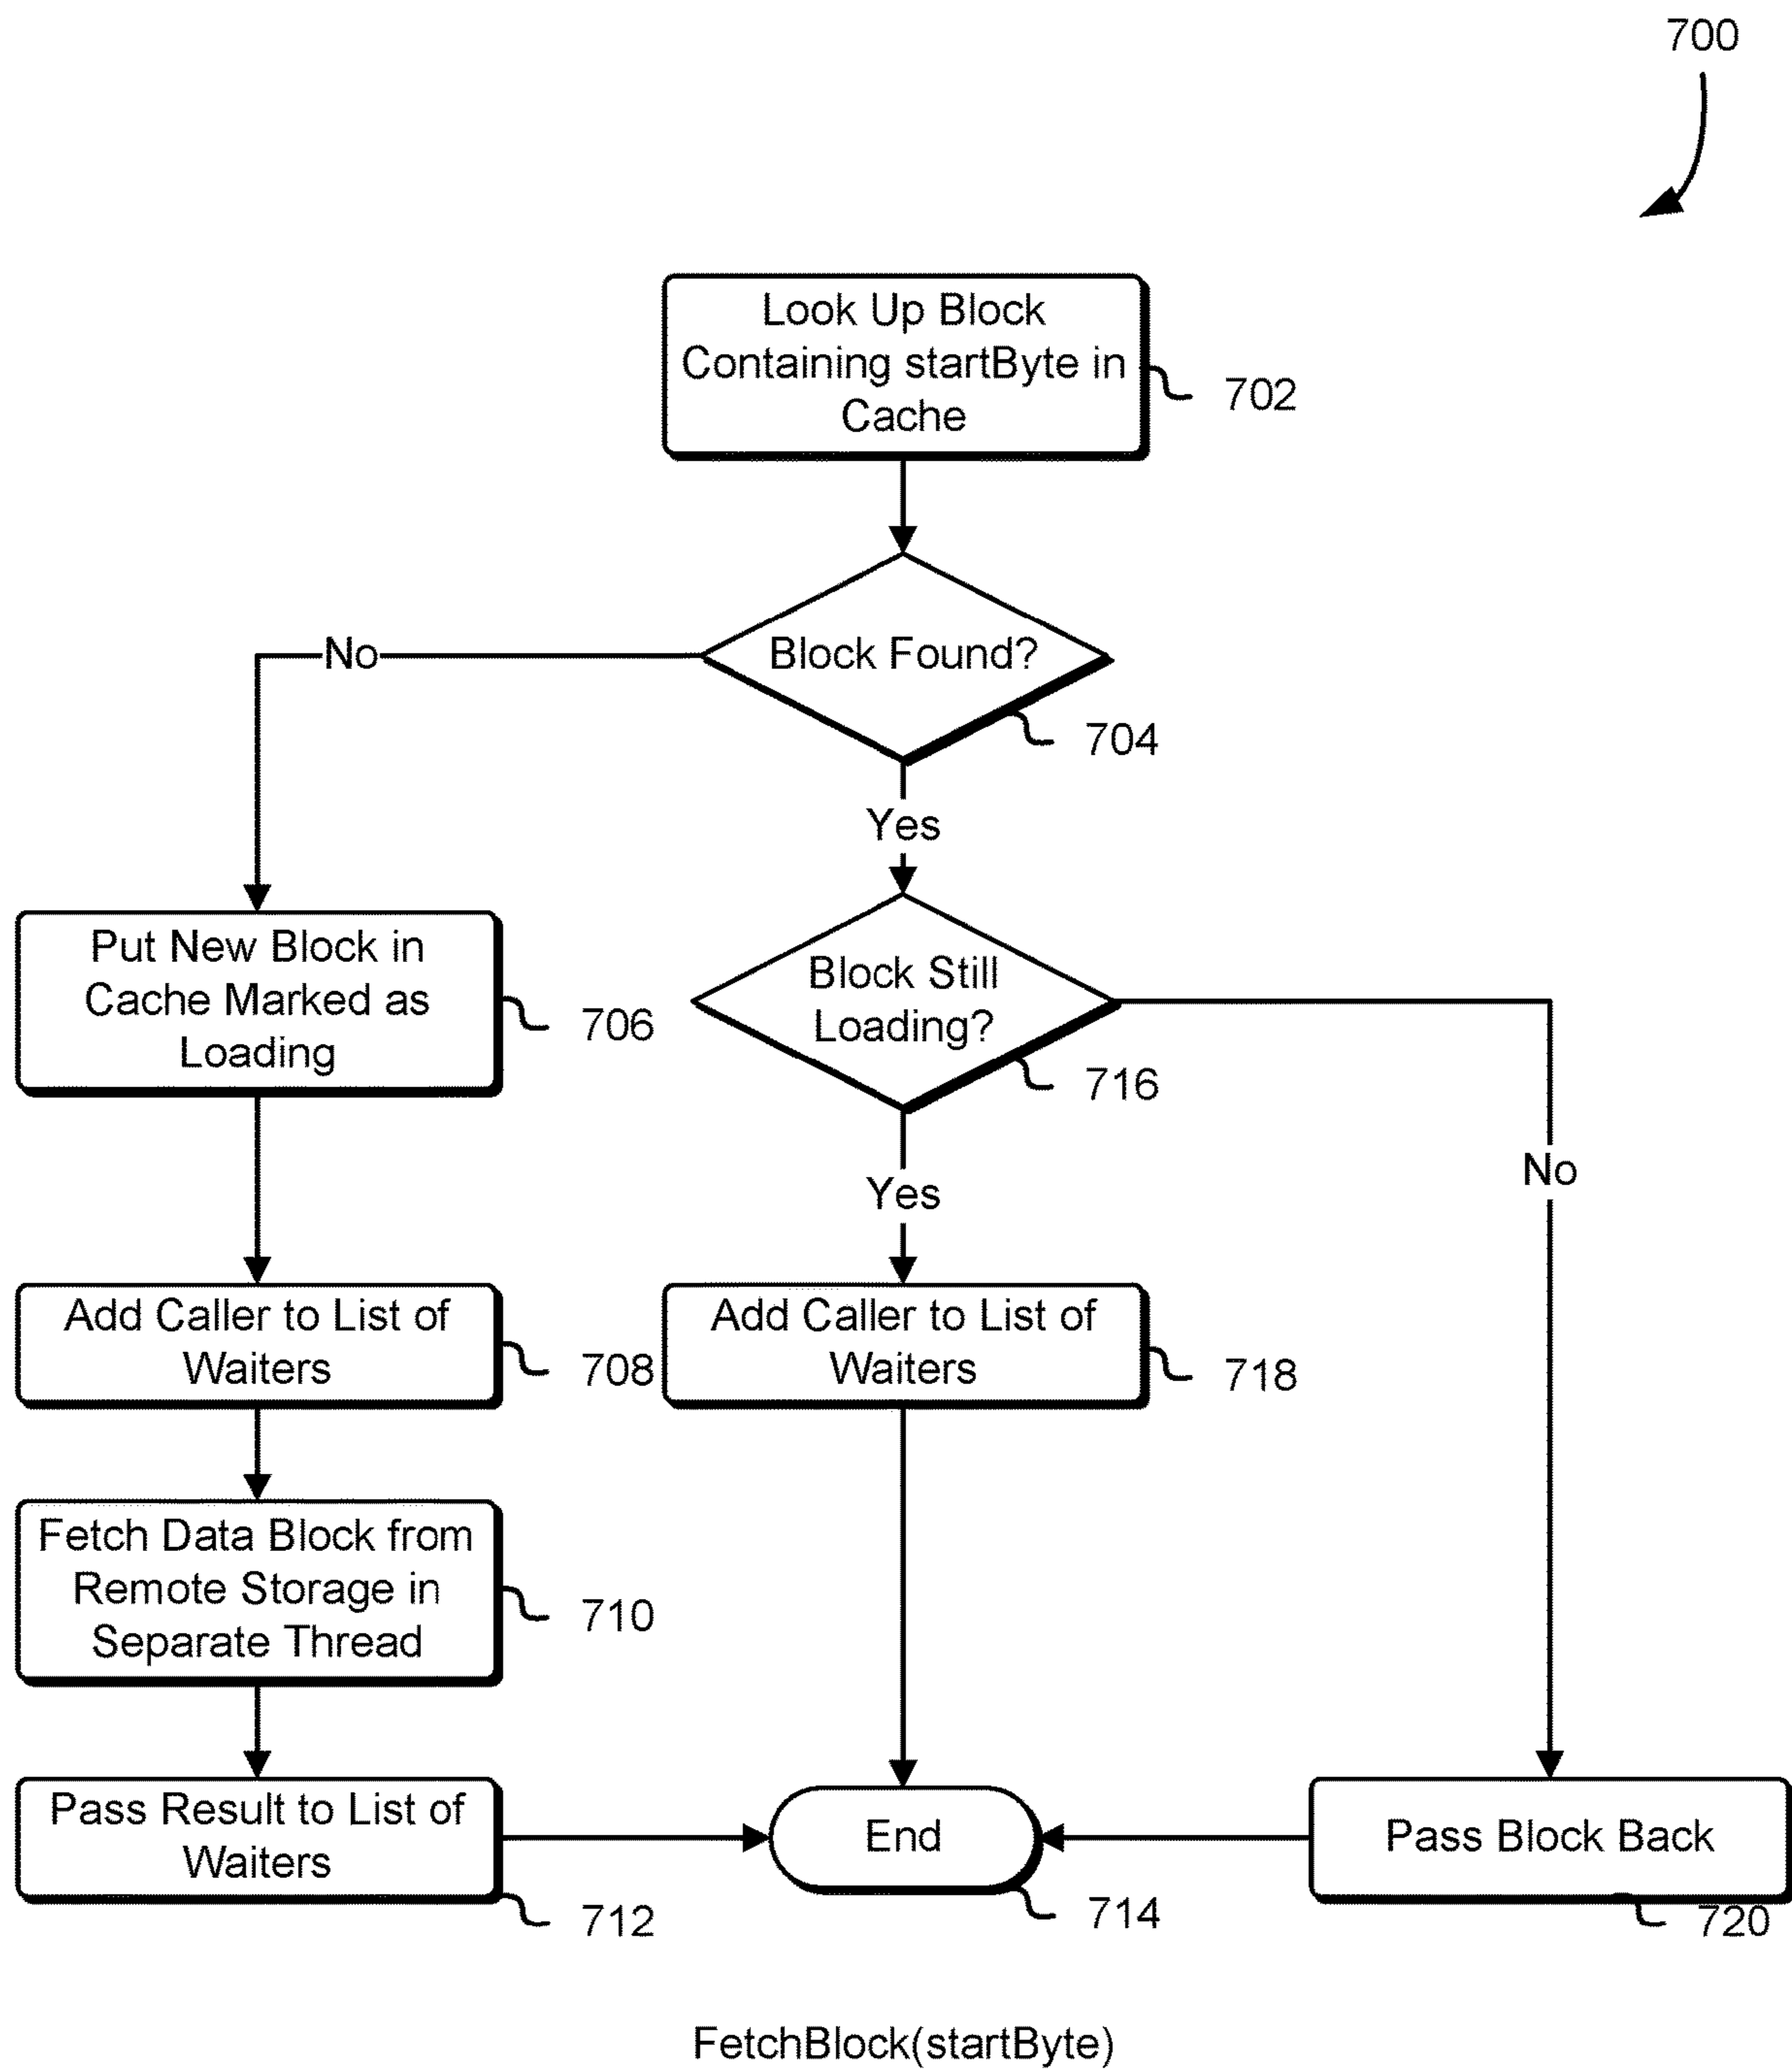 700
Look Up Block
Containing startByte in
Cache
702
Block Found?
704
No
Yes
Put New Block in
Cache Marked as
Loading
706
Block Still
Loading?
716
No
Yes
Add Caller to List of
Waiters
708
Add Caller to List of
Waiters
718
Fetch Data Block from
Remote Storage in
Separate Thread
710
Pass Result to List of
Waiters
712
End
714
Pass Block Back
720
FetchBlock(startByte)